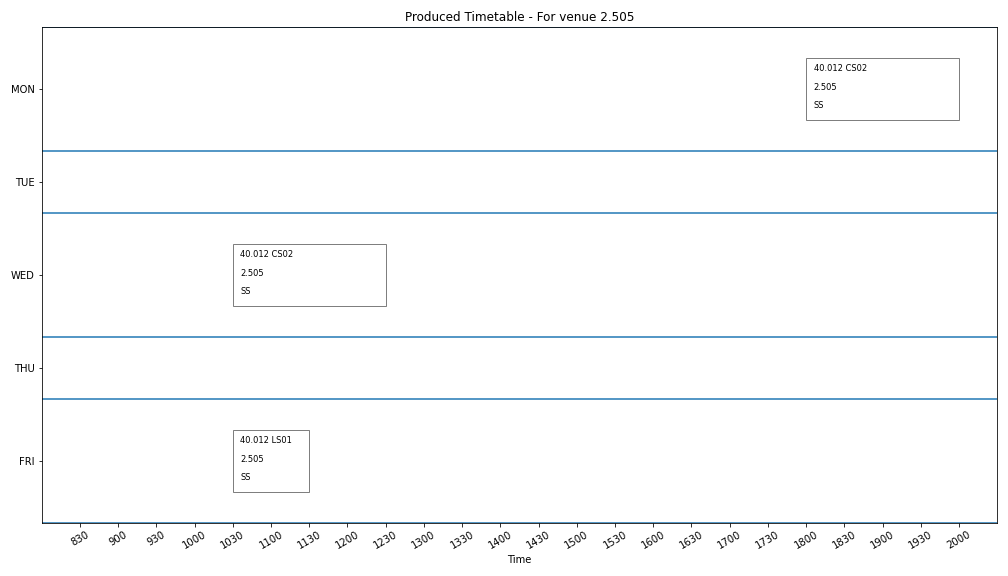 Produced Timetable - For venue 2.505
MON
40.012 CS02
2.505
SS
TUE
WED
40.012 CS02
2.505
SS
THU
FRI
40.012 LS01
2.505
SS
830 900 930 1000 1030 1100 1130 1200 1230 1300 1330 1400 1430 1500 1530 1600 1630 1700 1730 1800 1830 1900 1930 2000
Time